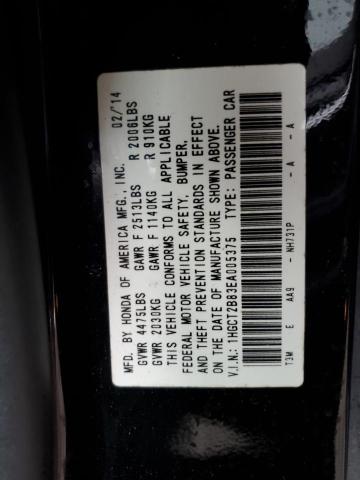 MFD. BY HONDA OF AMERICA MFG., INC. 02/'14
GVWR 4475LBS GAWR F 2513LBS R 2006LBS
GVWR 2030KG GAWR F 1140KG R 910KG
THIS VEHICLE CONFORMS TO ALL APPLICABLE
FEDERAL MOTOR VEHICLE SAFETY, BUMPER,
AND THEFT PREVENTION STANDARDS IN EFFECT
ON THE DATE OF MANUFACTURE SHOWN ABOVE.
V.I.N.: 1HGCT2B83EA005375 TYPE: PASSENGER CAR
T3M E AA9 - NH731P - A - A